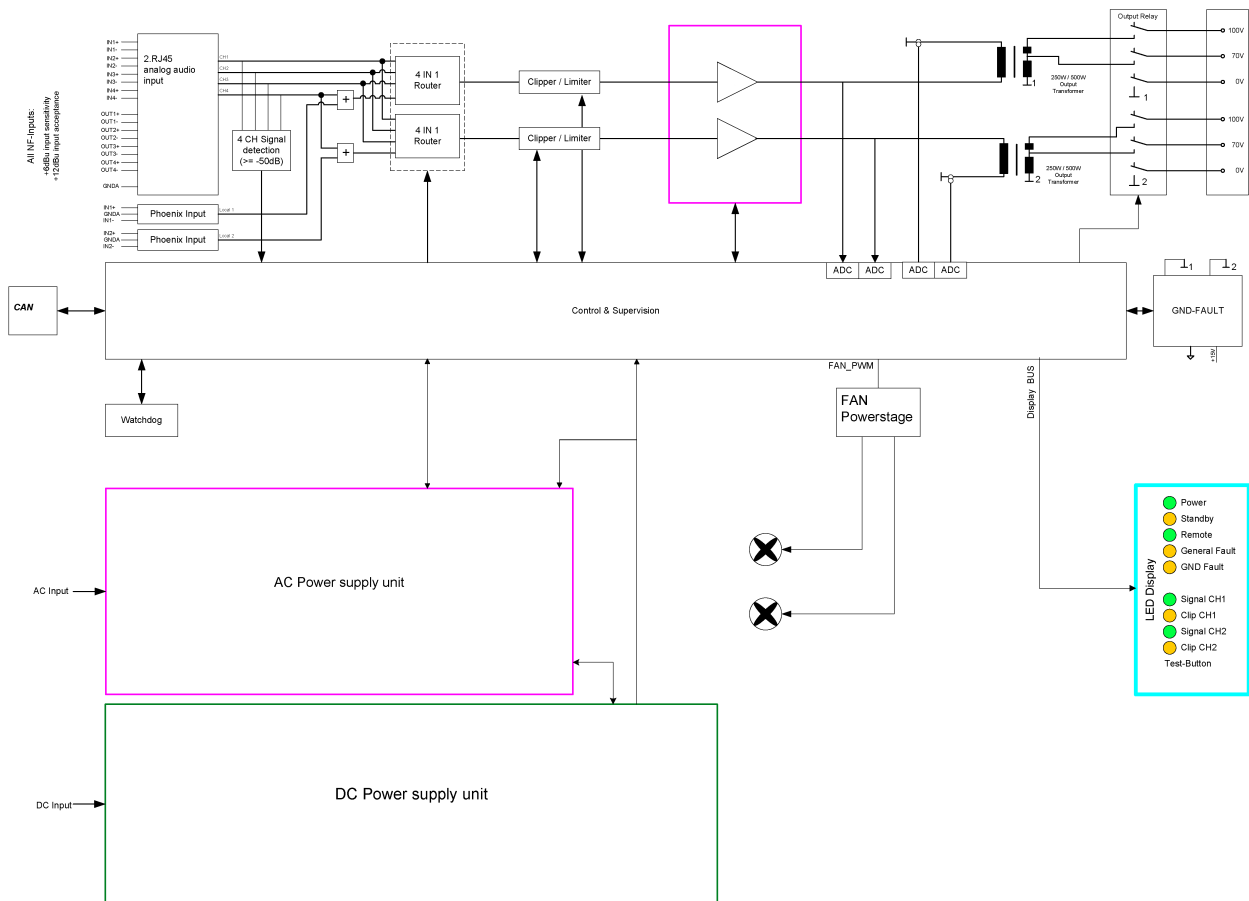 All NF-Inputs:
+6dBu input sensitivity
+12dBu input acceptance
IN1+
IN1-
IN2+
IN2-
IN3+
IN3-
IN4+
IN4-
OUT1+
OUT1-
OUT2+
OUT2-
OUT3+
OUT3-
OUT4+
OUT4-
GNDA
2.RJ45
analog audio
input
CH1
CH2
CH3
CH4
4 CH Signal
detection
(>= -50dB)
+
+
4 IN 1
Router
4 IN 1
Router
Clipper / Limiter
Clipper / Limiter
IN1+
GNDA
IN1-
Phoenix Input
Local 1
IN2+
GNDA
IN2-
Phoenix Input
Local 2
1
250W / 500W
Output
Transformer
2
250W / 500W
Output
Transformer
Output Relay
1
2
100V
70V
0V
100V
70V
0V
ADC
ADC
ADC
ADC
CAN
Control & Supervision
1
2
GND-FAULT
+15V
Watchdog
FAN_PWM
FAN
Powerstage
Display BUS
AC Input
AC Power supply unit
DC Input
DC Power supply unit
LED Display
Power
Standby
Remote
General Fault
GND Fault
Signal CH1
Clip CH1
Signal CH2
Clip CH2
Test-Button